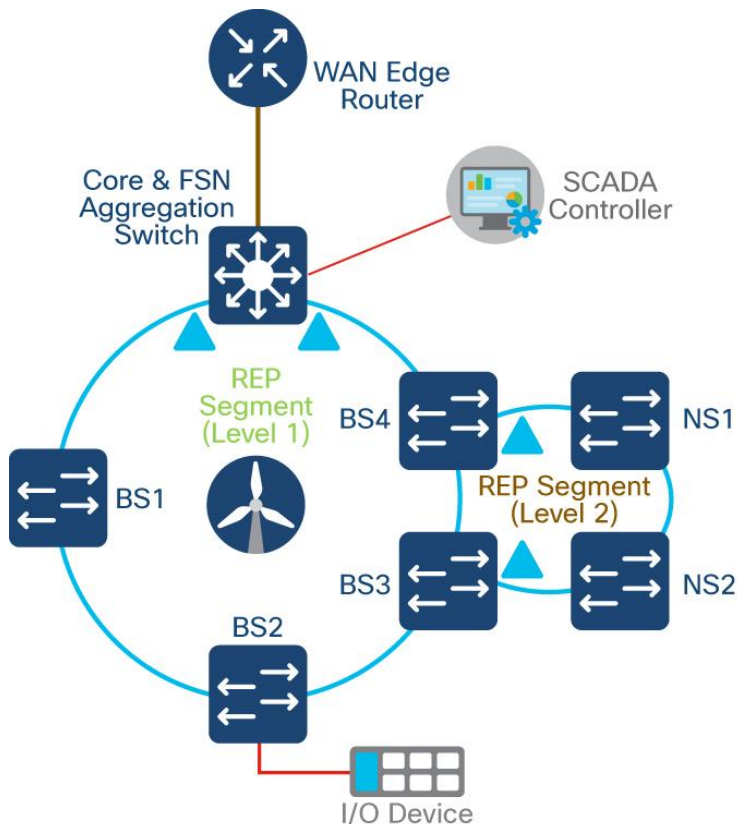 WAN Edge
Router
Core & FSN
Aggregation
Switch
SCADA
Controller
REP
Segment
(Level 1)
BS4
NS1
BS1
REP Segment
(Level 2)
BS3
NS2
BS2
I/O Device